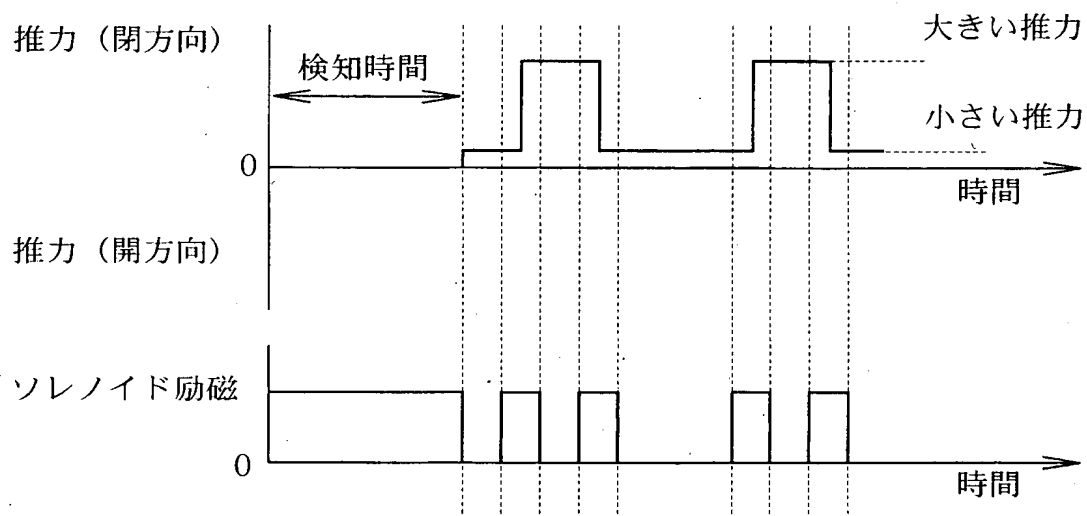 推力（閉方向）
大きい推力
検知時間
小さい推力
0
時間
推力（開方向）
ソレノイド励磁
0
時間